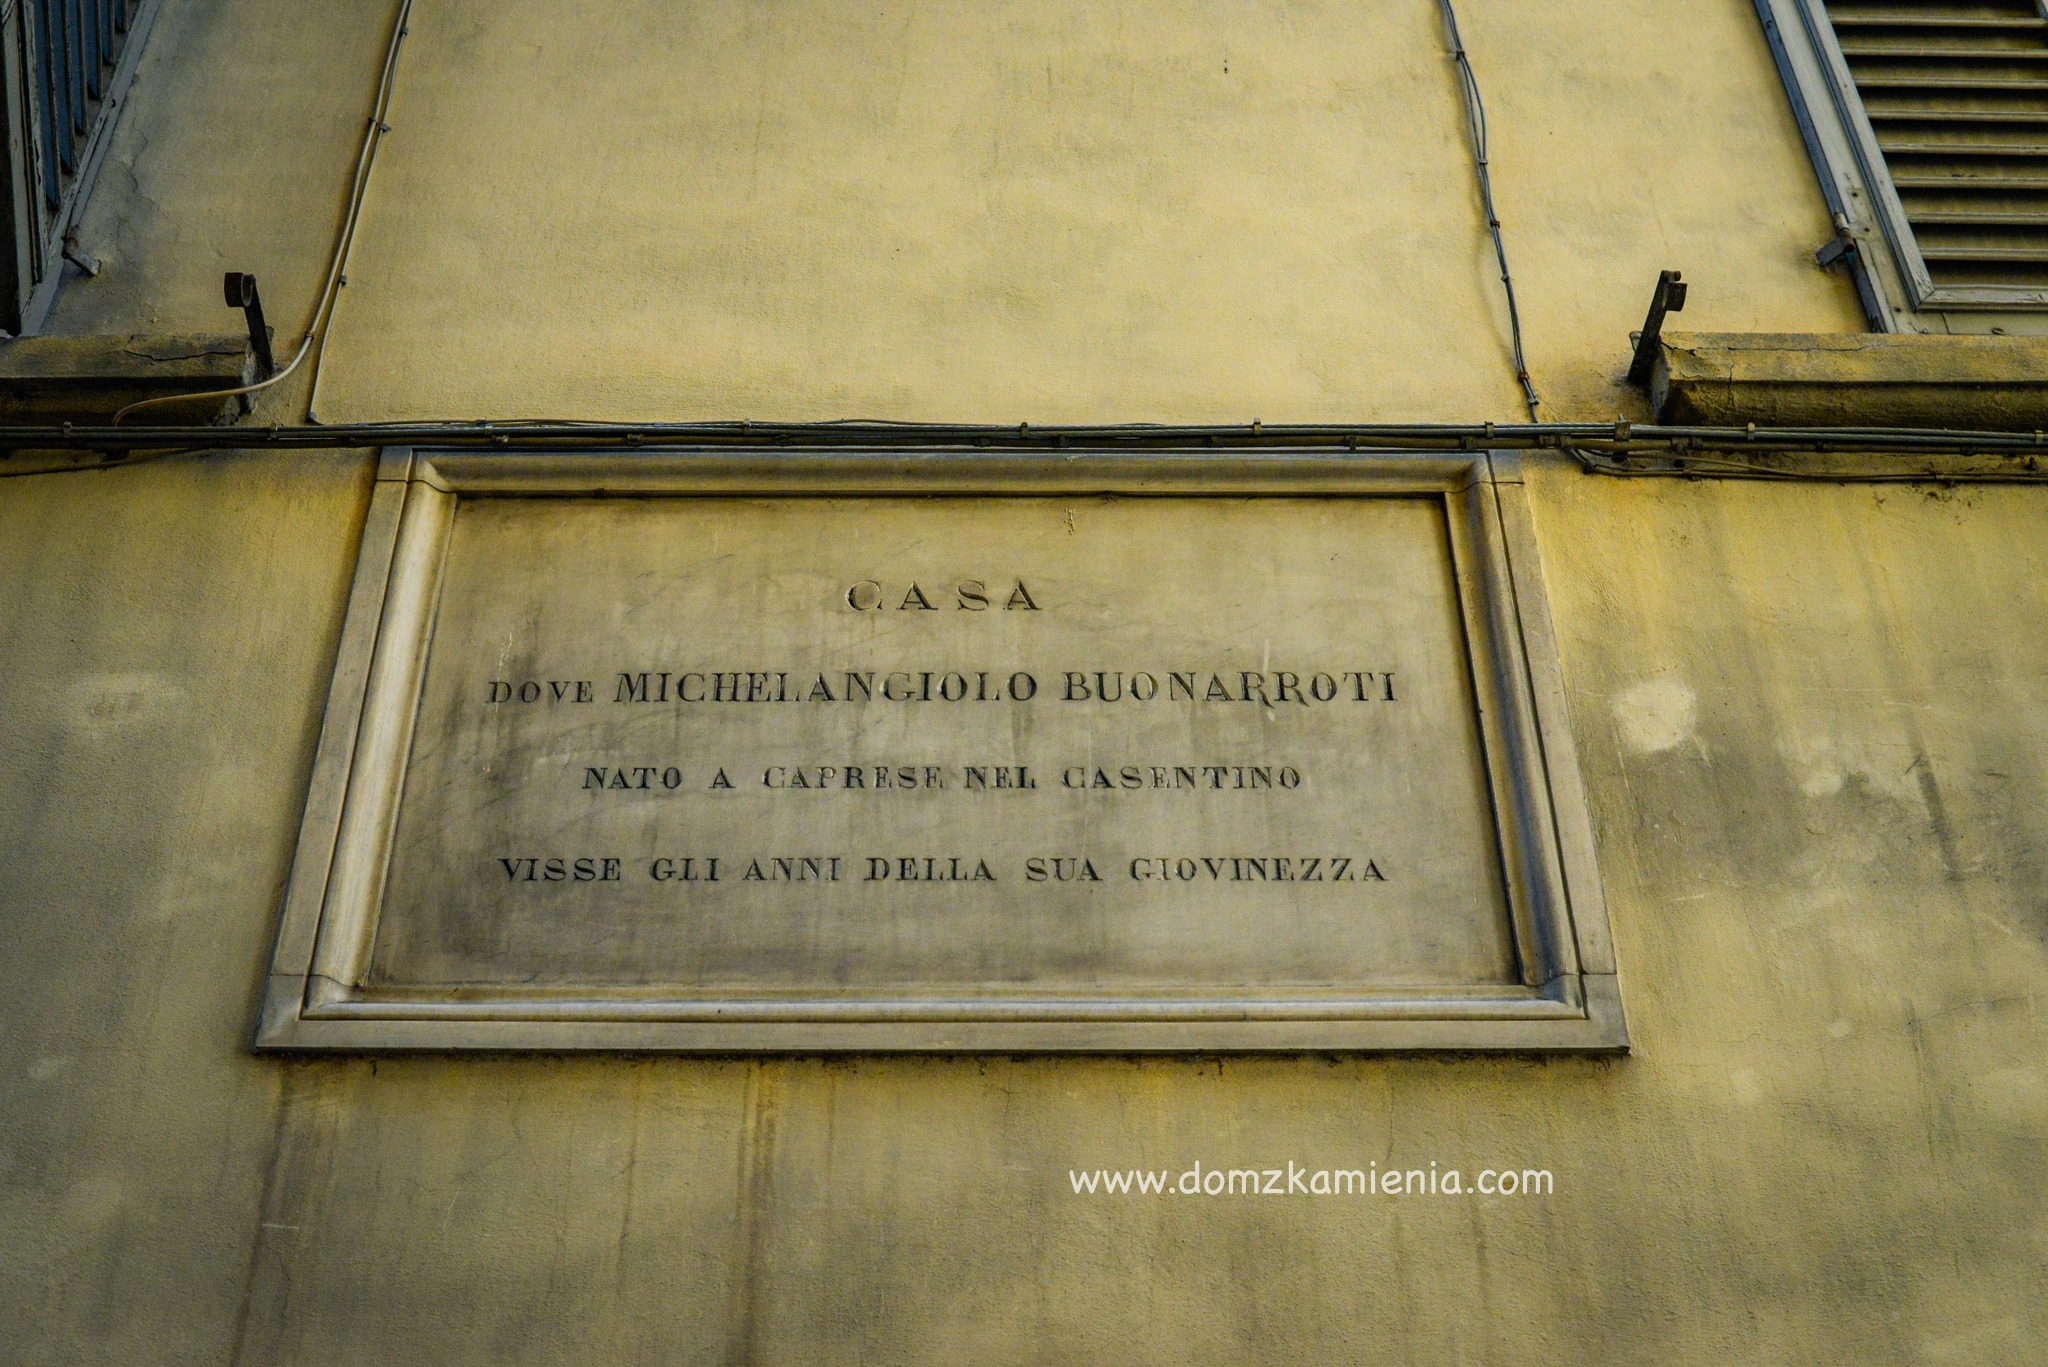 CASA
DOVE MICHELANGIOLO BUONARROTI
NATO A CAPRESE NEL CASENTINO
VISSE GLI ANNI DELLA SUA GIOVINEZZA
www.domzkamienia.com